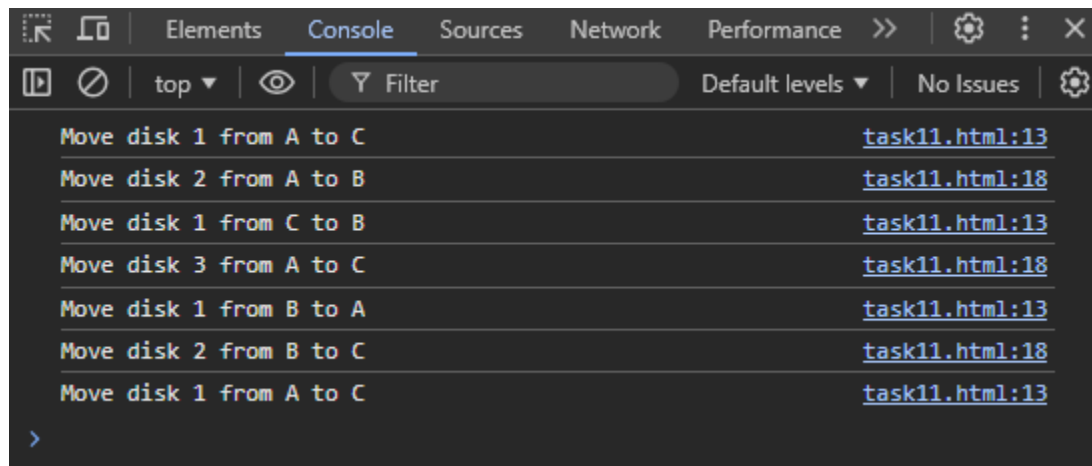 Elements Console Sources Network Performance
top Filter Default levels No Issues
Move disk 1 from A to C task11.html:13
Move disk 2 from A to B task11.html:18
Move disk 1 from C to B task11.html:13
Move disk 3 from A to C task11.html:18
Move disk 1 from B to A task11.html:13
Move disk 2 from B to C task11.html:18
Move disk 1 from A to C task11.html:13